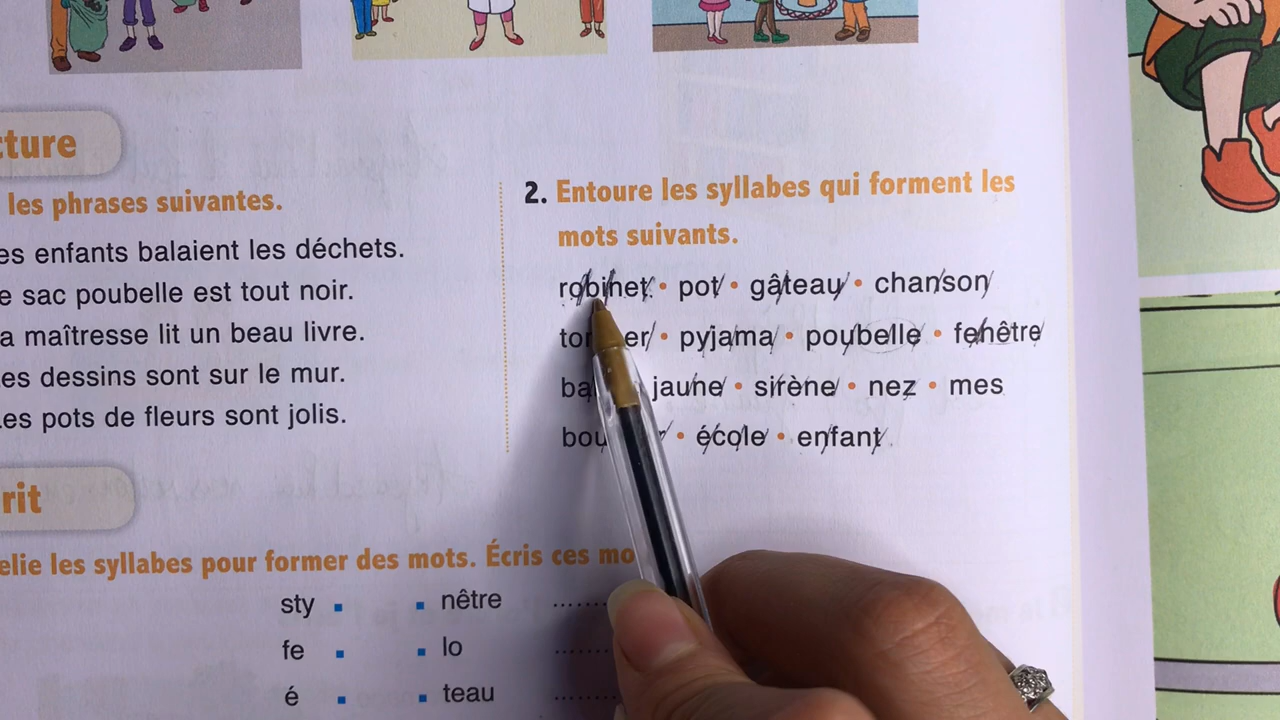 cture
les phrases suivantes.
es enfants balaient les déchets.
e sac poubelle est tout noir.
a maîtresse lit un beau livre.
es dessins sont sur le mur.
es pots de fleurs sont jolis.
2. Entoure les syllabes qui forment les
mots suivants.
robinet • pot • gâteau • chanson
er • pyjama • poubelle • fenêtre
jaune • sirène • nez • mes
• école • enfant
rit
elie les syllabes pour former des mots. Écris ces mo
sty ▪ ▪ nêtre ........
fe ▪ ▪ lo ........
é ▪ ▪ teau ........